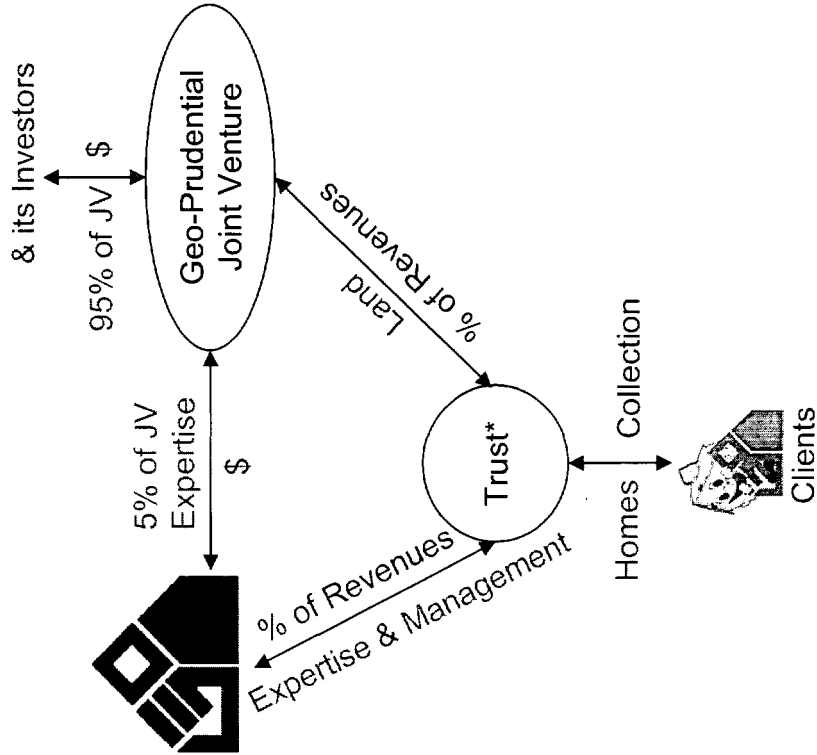 & its Investors
95% of JV
$
Geo-Prudential
Joint Venture
5% of JV
Expertise
$
% of Revenues
Land
Trust*
% of Revenues
Expertise & Management
Homes
Collection
Clients